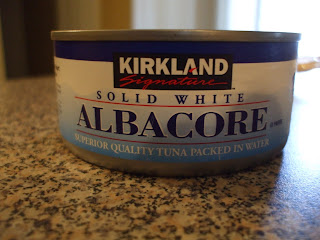 KIRKLAND
Signature
SOLID WHITE
ALBACORE
SUPERIOR QUALITY TUNA PACKED IN WATER